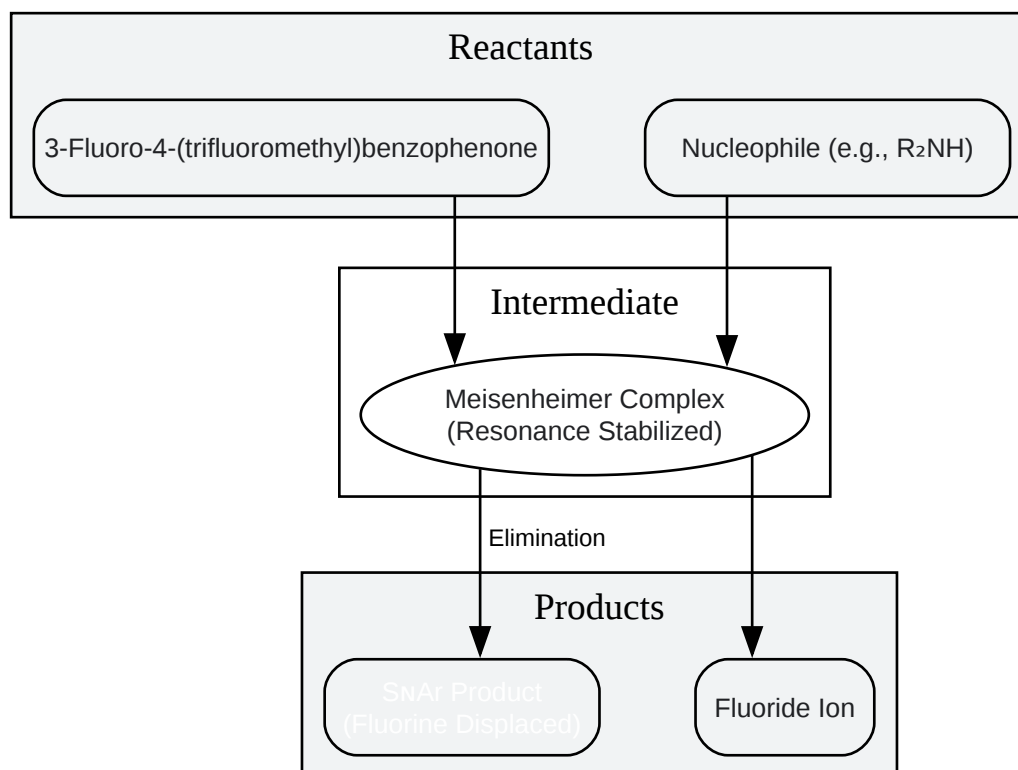 Reactants
3-Fluoro-4-(trifluoromethyl)benzophenone
Nucleophile (e.g., R₂NH)
Intermediate
Meisenheimer Complex
(Resonance Stabilized)
Elimination
Products
SɴAr Product
(Fluorine Displaced)
Fluoride Ion